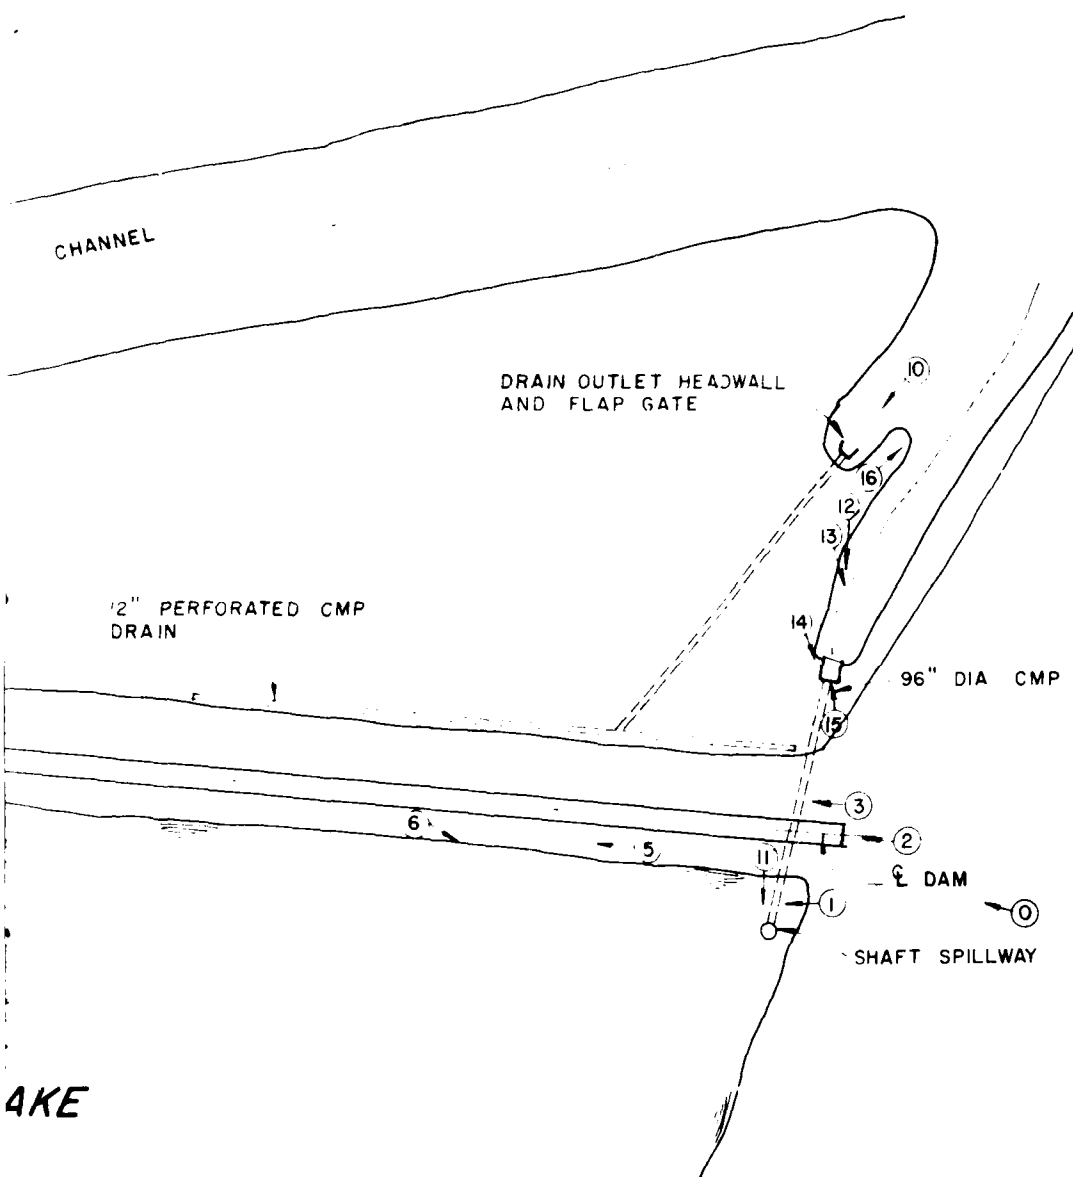 CHANNEL
DRAIN OUTLET HEADWALL
AND FLAP GATE
10
16
12
13
12" PERFORATED CMP
DRAIN
14
96" DIA CMP
15
3
6
5
2
11
℄ DAM
1
0
SHAFT SPILLWAY
AKE